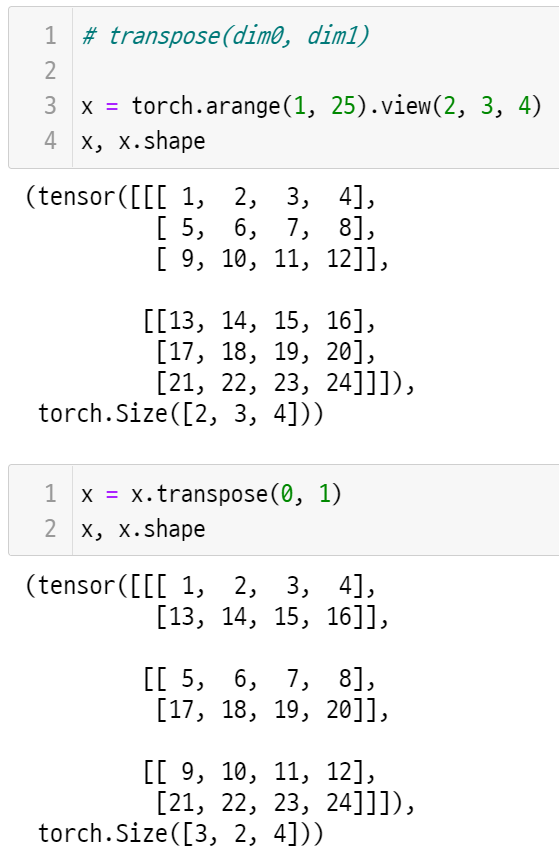 1 # transpose(dim0, dim1)
2
3 x = torch.arange(1, 25).view(2, 3, 4)
4 x, x.shape
(tensor([[[ 1,  2,  3,  4],
          [ 5,  6,  7,  8],
          [ 9, 10, 11, 12]],

         [[13, 14, 15, 16],
          [17, 18, 19, 20],
          [21, 22, 23, 24]]]),
 torch.Size([2, 3, 4]))
1 x = x.transpose(0, 1)
2 x, x.shape
(tensor([[[ 1,  2,  3,  4],
          [13, 14, 15, 16]],

         [[ 5,  6,  7,  8],
          [17, 18, 19, 20]],

         [[ 9, 10, 11, 12],
          [21, 22, 23, 24]]]),
 torch.Size([3, 2, 4]))